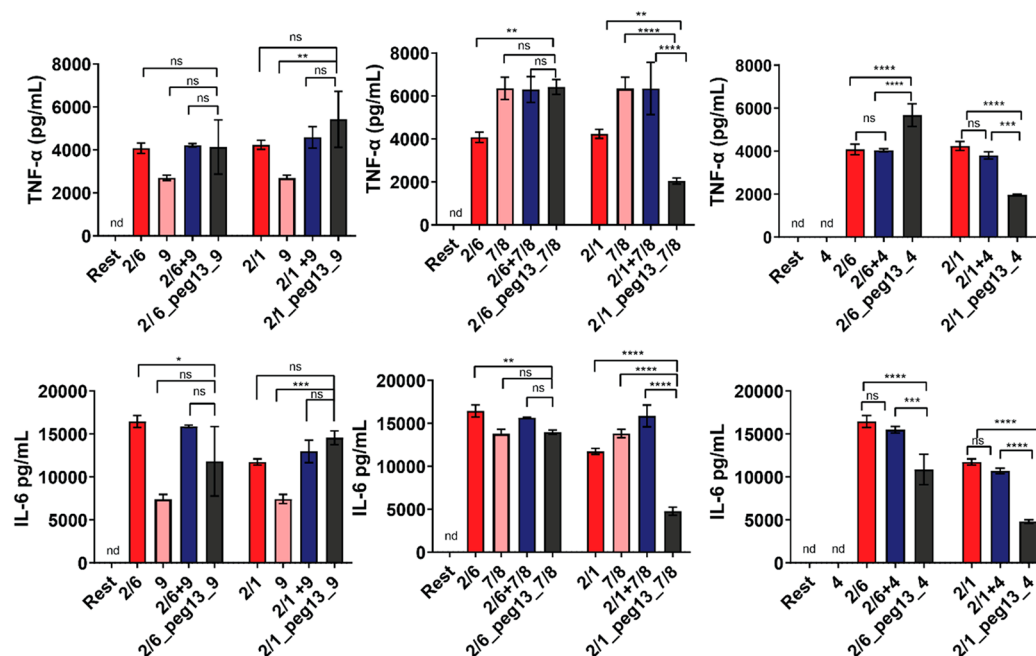 TNF-α (pg/mL)
8000
6000
4000
2000
0
ns
ns
ns
ns
ns
**
ns
nd
Rest
2/6
9
2/6+9
2/6_peg13_9
2/1
9
2/1 +9
2/1_peg13_9
TNF-α (pg/mL)
8000
6000
4000
2000
0
**
ns
ns
**
****
****
nd
Rest
2/6
7/8
2/6+7/8
2/6_peg13_7/8
2/1
7/8
2/1+7/8
2/1_peg13_7/8
TNF-α (pg/mL)
8000
6000
4000
2000
0
****
****
ns
****
ns
***
nd
nd
Rest
4
2/6
2/6+4
2/6_peg13_4
2/1
2/1+4
2/1_peg13_4
IL-6 pg/mL
20000
15000
10000
5000
0
*
ns
ns
ns
***
ns
nd
Rest
2/6
9
2/6+9
2/6_peg13_9
2/1
9
2/1 +9
2/1_peg13_9
IL-6 pg/mL
20000
15000
10000
5000
0
**
ns
ns
****
****
****
nd
Rest
2/6
7/8
2/6+7/8
2/6_peg13_7/8
2/1
7/8
2/1+7/8
2/1_peg13_7/8
IL-6 pg/mL
20000
15000
10000
5000
0
****
ns
***
****
ns
****
nd
nd
Rest
4
2/6
2/6+4
2/6_peg13_4
2/1
2/1+4
2/1_peg13_4